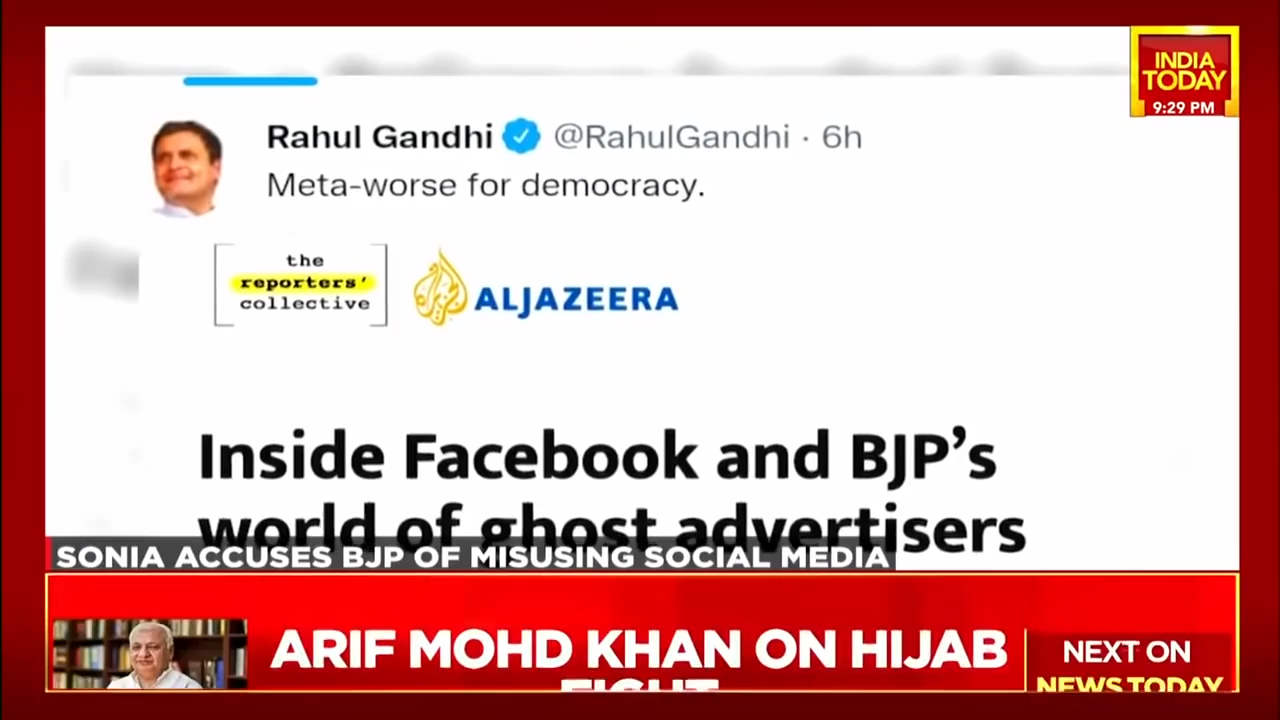 INDIA
TODAY
9:29 PM
Rahul Gandhi @RahulGandhi · 6h
Meta-worse for democracy.
the
reporters'
collective
ALJAZEERA
Inside Facebook and BJP's
world of ghost advertisers
SONIA ACCUSES BJP OF MISUSING SOCIAL MEDIA
ARIF MOHD KHAN ON HIJAB
FIGHT
NEXT ON
NEWS TODAY